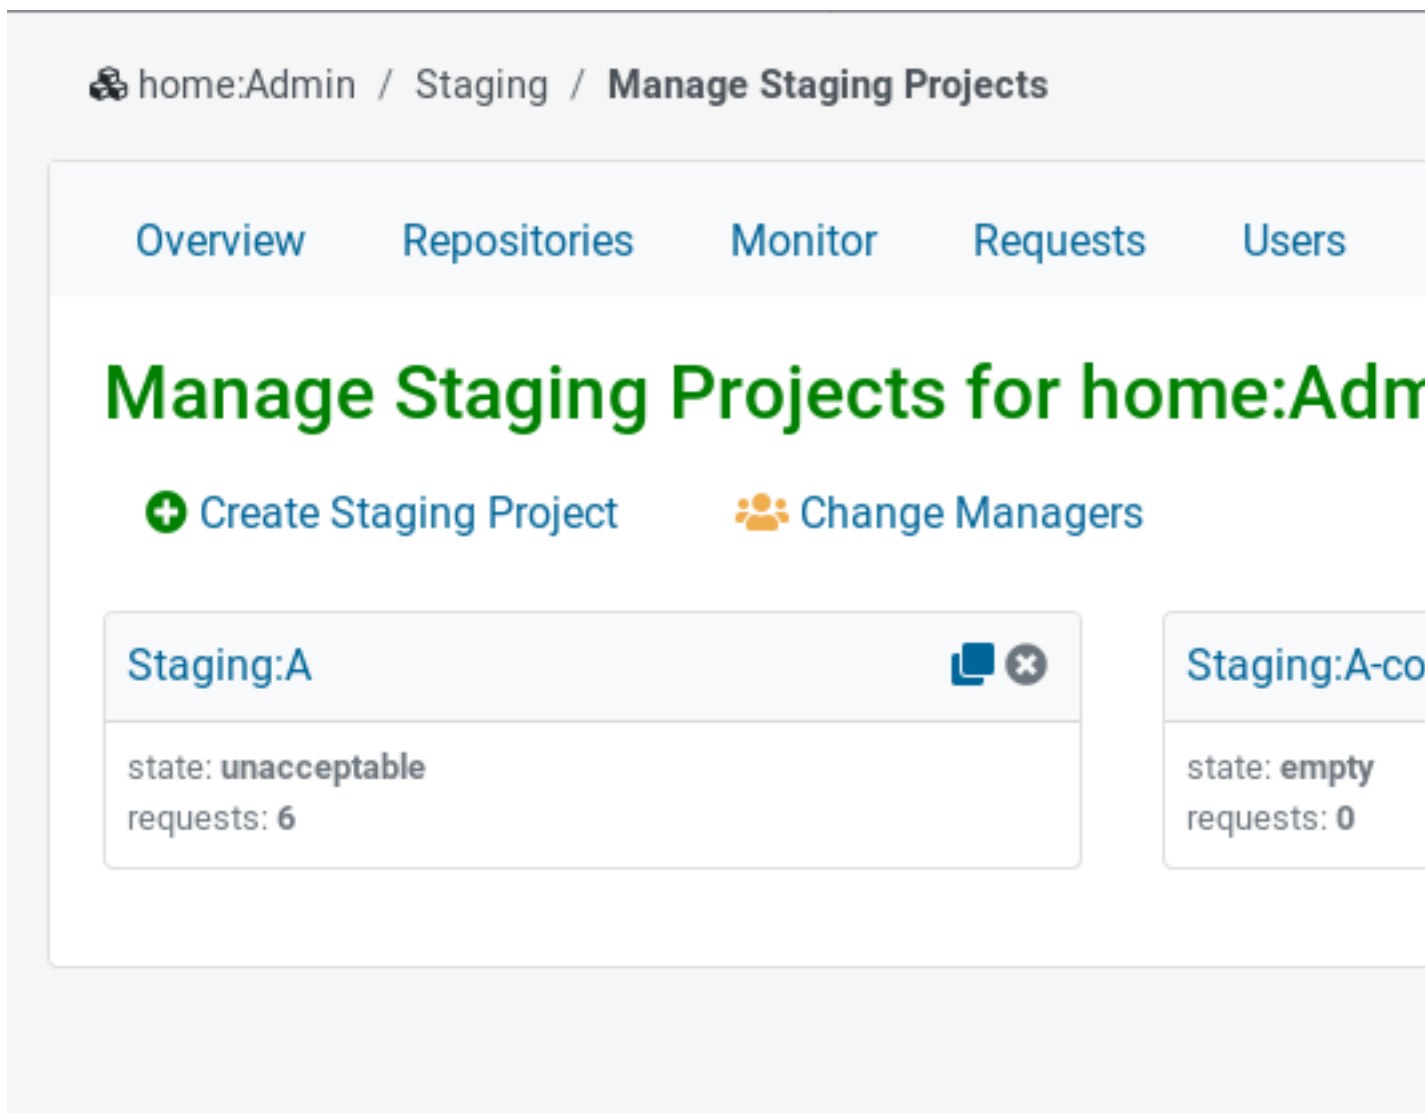 home:Admin / Staging / Manage Staging Projects
Overview Repositories Monitor Requests Users
Manage Staging Projects for home:Adm
Create Staging Project Change Managers
Staging:A Staging:A-co
state: unacceptable state: empty
requests: 6 requests: 0